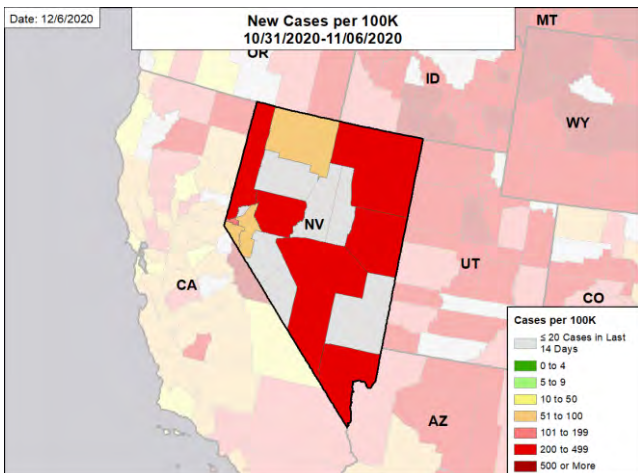 Date: 12/6/2020
New Cases per 100K
10/31/2020-11/06/2020
MT
OR
ID
WY
NV
UT
CA
CO
AZ
Cases per 100K
≤ 20 Cases in Last
14 Days
0 to 4
5 to 9
10 to 50
51 to 100
101 to 199
200 to 499
500 or More